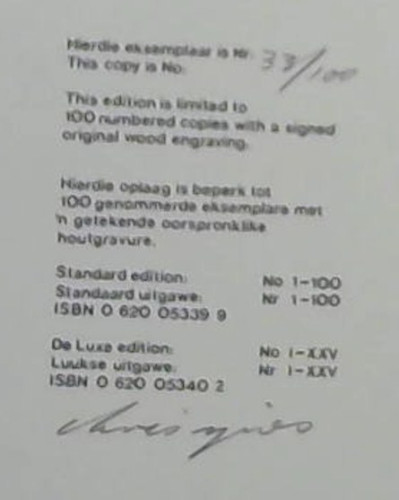 Hierdie eksemplaar is Nr. 33/100
This copy is No.
This edition is limited to
100 numbered copies with a signed
original wood engraving.
Hierdie oplaag is beperk tot
100 genommerde eksemplare met
'n getekende oorspronklike
houtgravure.
Standard edition: No 1-100
Standaard uitgawe: Nr 1-100
ISBN 0 620 05339 9
De Luxe edition: No I-XXV
Luukse uitgawe: Nr I-XXV
ISBN 0 620 05340 2